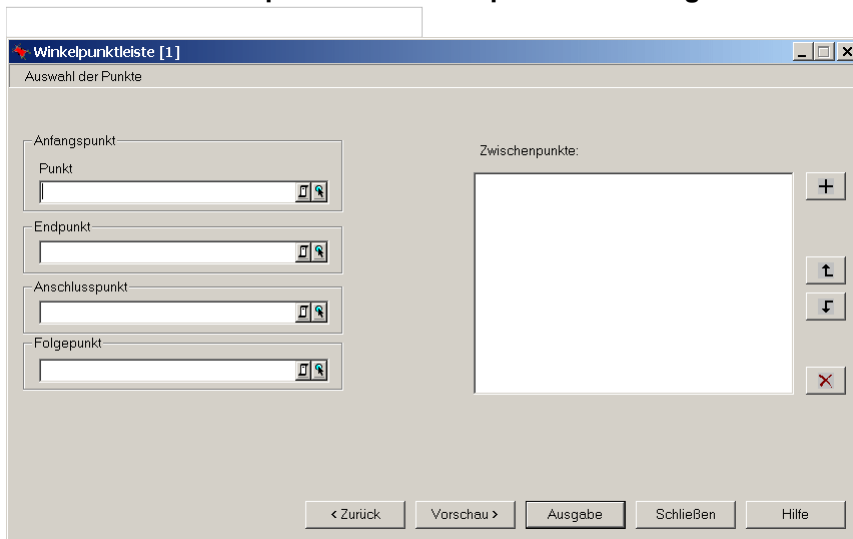 Winkelpunktleiste [1]
Auswahl der Punkte
Anfangspunkt
Punkt
Endpunkt
Anschlusspunkt
Folgepunkt
Zwischenpunkte:
< Zurück
Vorschau >
Ausgabe
Schließen
Hilfe